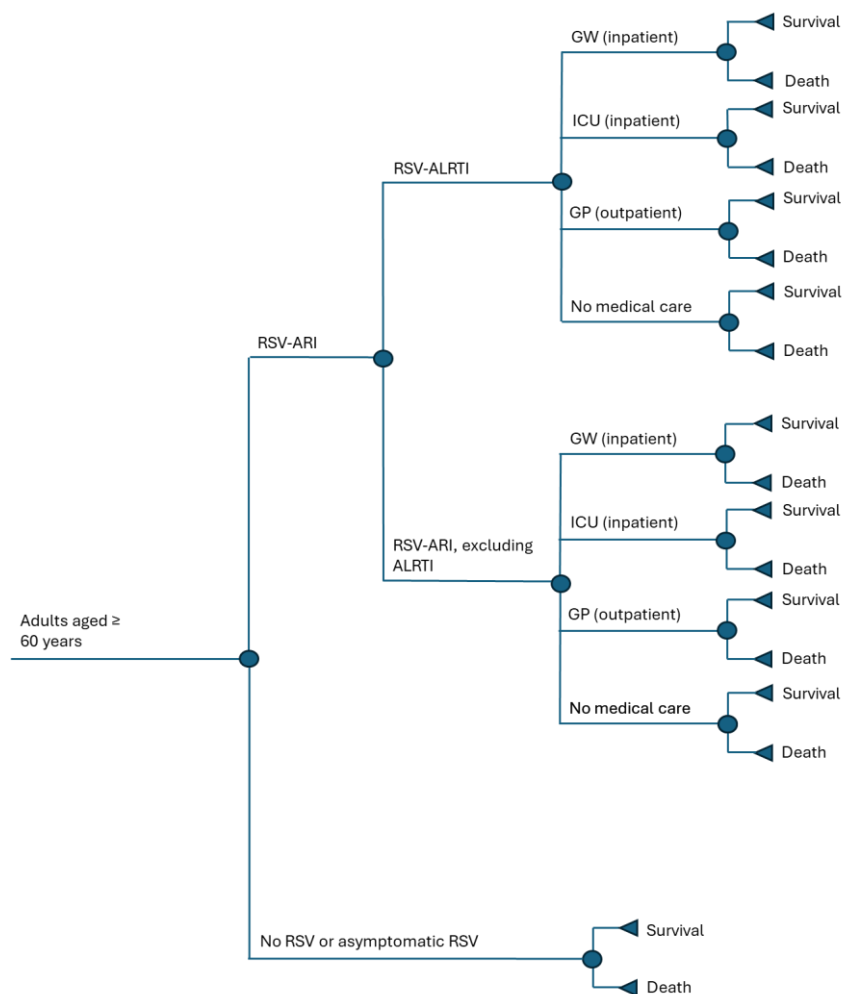 GW (inpatient)
Survival
Death
ICU (inpatient)
Survival
Death
RSV-ALRTI
GP (outpatient)
Survival
Death
No medical care
Survival
Death
RSV-ARI
GW (inpatient)
Survival
Death
ICU (inpatient)
Survival
Death
RSV-ARI, excluding
ALRTI
GP (outpatient)
Survival
Death
No medical care
Survival
Death
Adults aged ≥
60 years
No RSV or asymptomatic RSV
Survival
Death